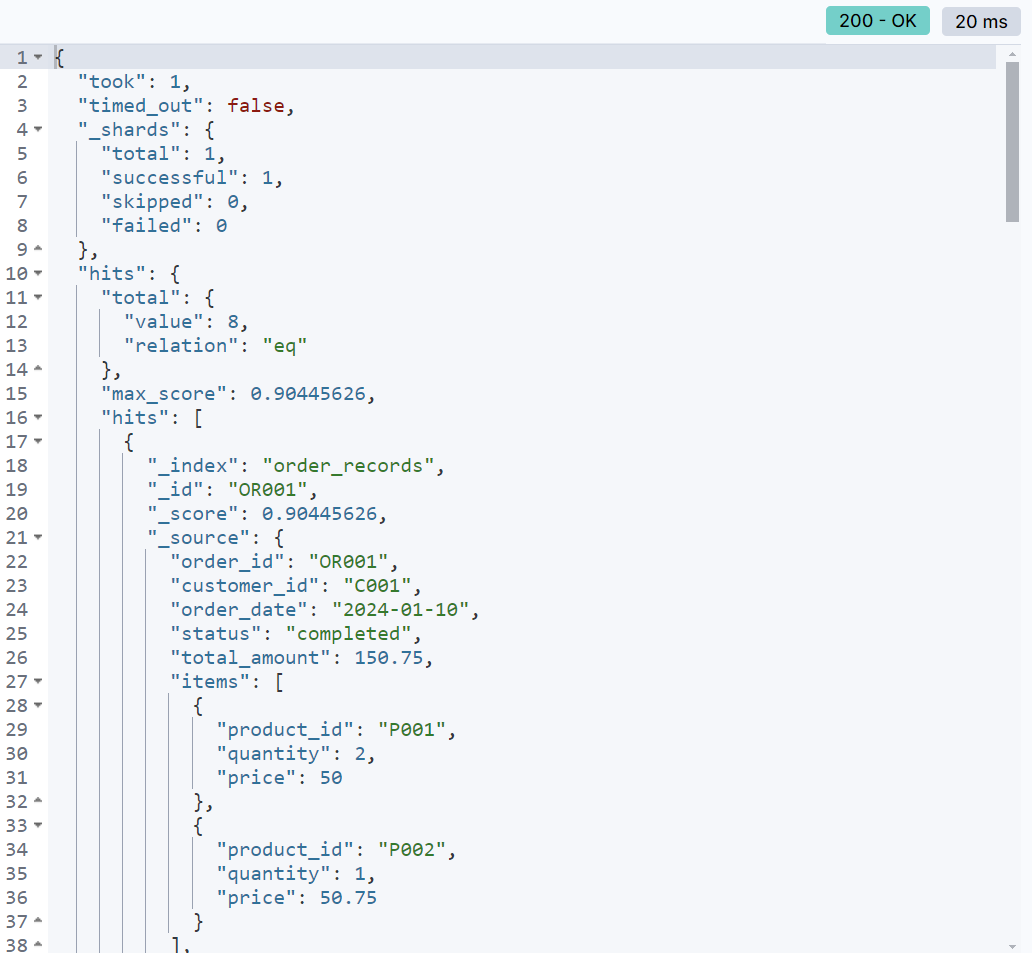 200 - OK 20 ms
1 {
2 "took": 1,
3 "timed_out": false,
4 "_shards": {
5 "total": 1,
6 "successful": 1,
7 "skipped": 0,
8 "failed": 0
9 },
10 "hits": {
11 "total": {
12 "value": 8,
13 "relation": "eq"
14 },
15 "max_score": 0.90445626,
16 "hits": [
17 {
18 "_index": "order_records",
19 "_id": "OR001",
20 "_score": 0.90445626,
21 "_source": {
22 "order_id": "OR001",
23 "customer_id": "C001",
24 "order_date": "2024-01-10",
25 "status": "completed",
26 "total_amount": 150.75,
27 "items": [
28 {
29 "product_id": "P001",
30 "quantity": 2,
31 "price": 50
32 },
33 {
34 "product_id": "P002",
35 "quantity": 1,
36 "price": 50.75
37 }
38 ],